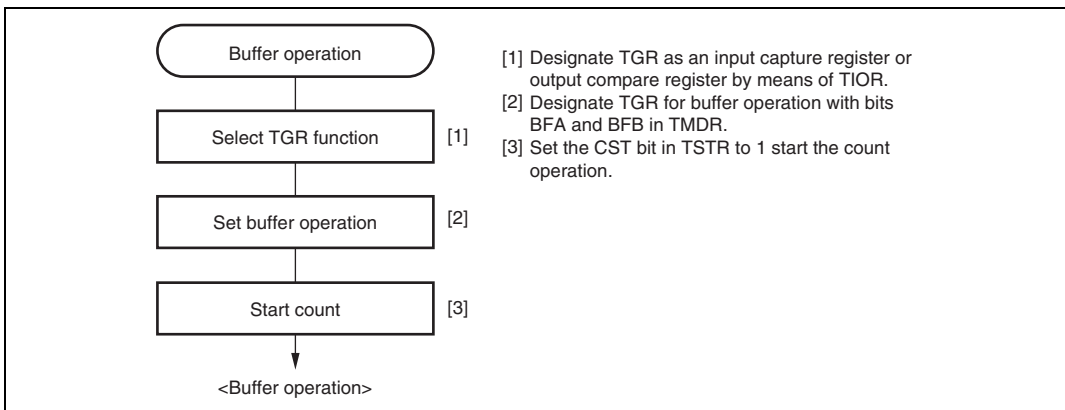 Buffer operation
Select TGR function
[1]
Set buffer operation
[2]
Start count
[3]
<Buffer operation>
[1] Designate TGR as an input capture register or
output compare register by means of TIOR.
[2] Designate TGR for buffer operation with bits
BFA and BFB in TMDR.
[3] Set the CST bit in TSTR to 1 start the count
operation.